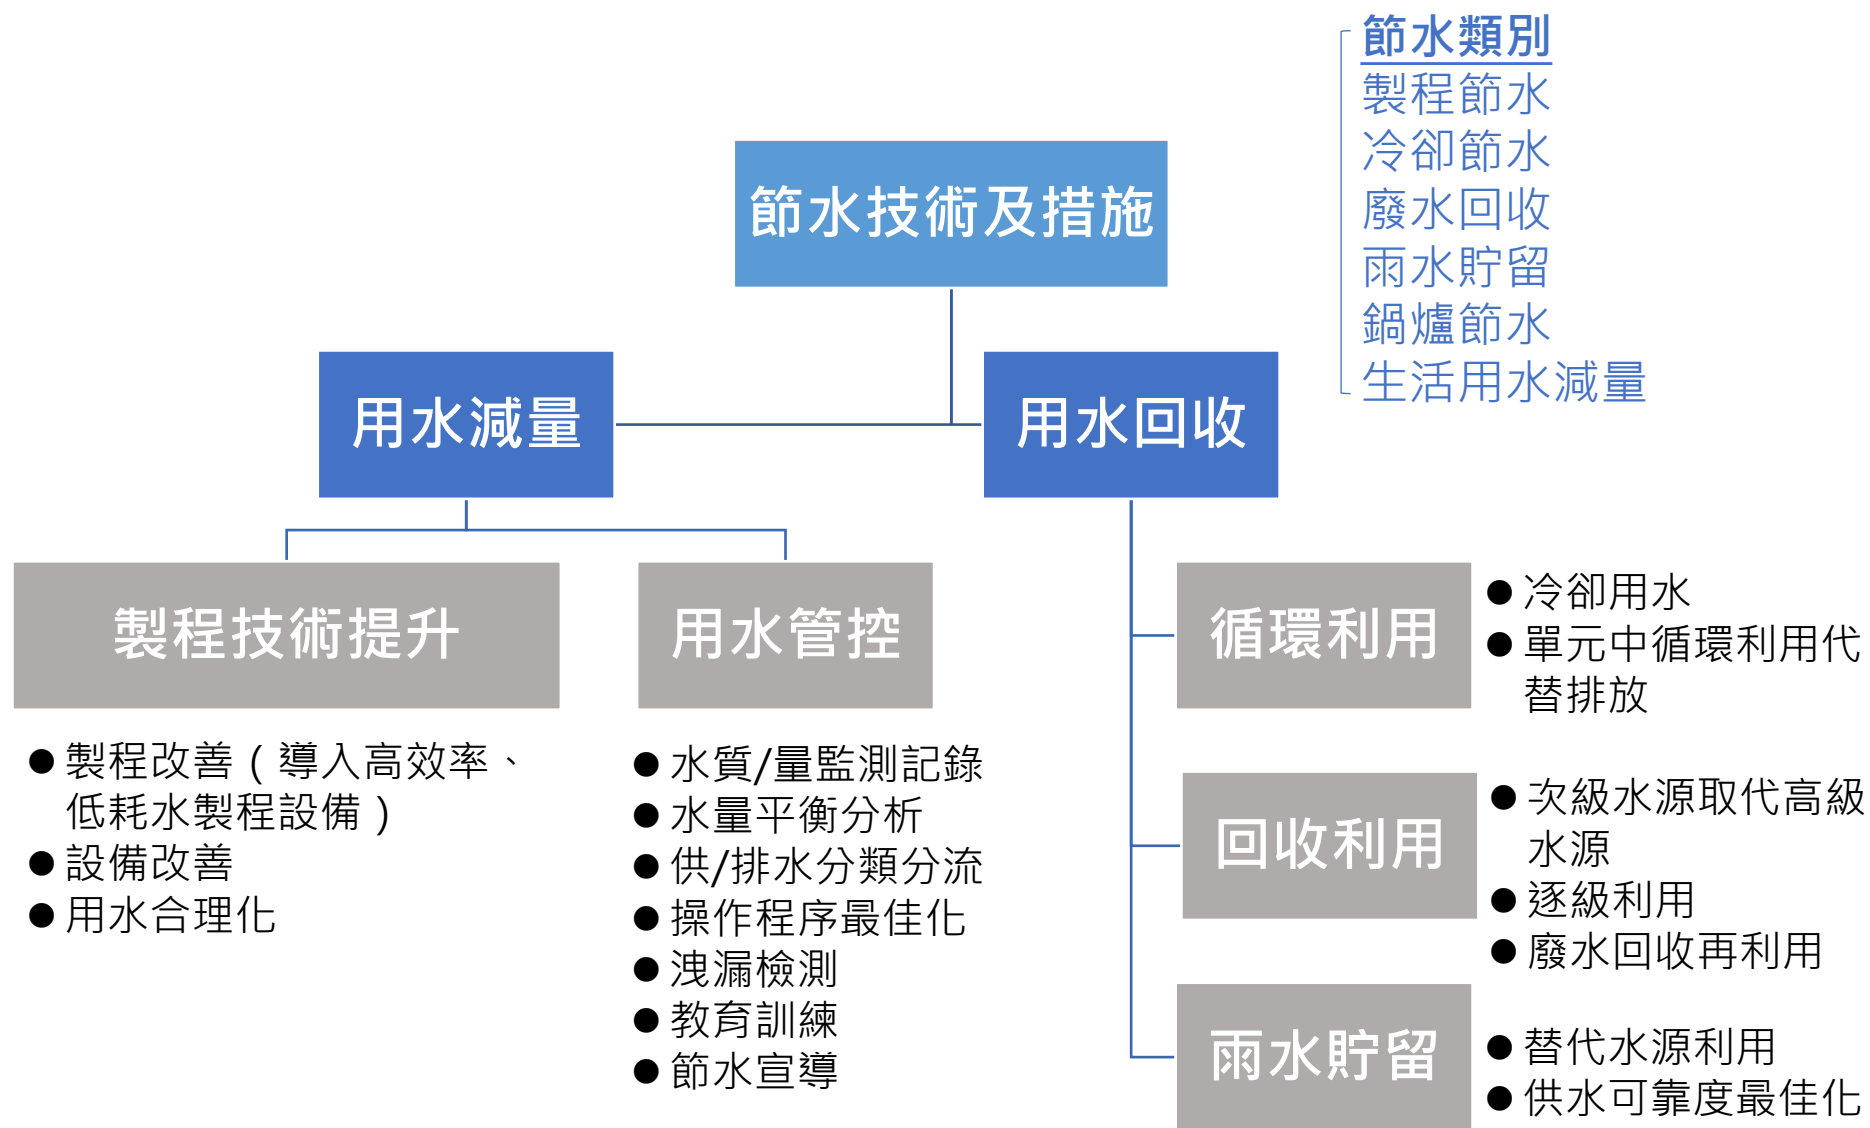 節水類別
製程節水
冷卻節水
廢水回收
雨水貯留
鍋爐節水
生活用水減量
節水技術及措施
用水減量
用水回收
製程技術提升
● 製程改善（導入高效率、
低耗水製程設備）
● 設備改善
● 用水合理化
用水管控
● 水質/量監測記錄
● 水量平衡分析
● 供/排水分類分流
● 操作程序最佳化
● 洩漏檢測
● 教育訓練
● 節水宣導
循環利用
● 冷卻用水
● 單元中循環利用代
替排放
回收利用
● 次級水源取代高級
水源
● 逐級利用
● 廢水回收再利用
雨水貯留
● 替代水源利用
● 供水可靠度最佳化